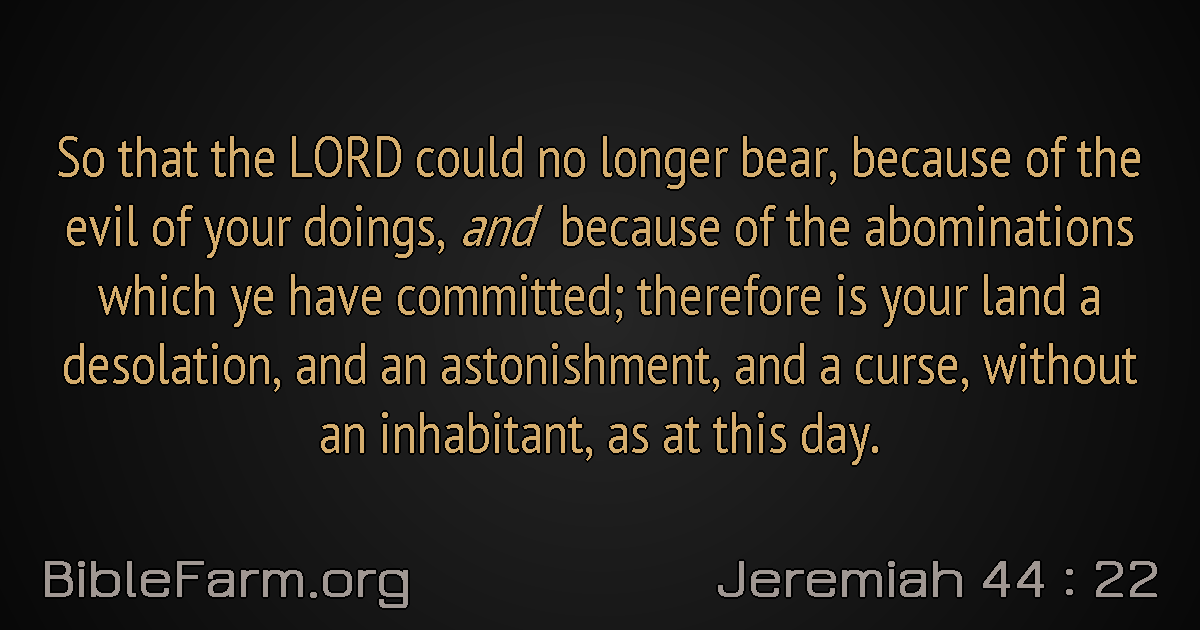 So that the LORD could no longer bear, because of the
evil of your doings, and because of the abominations
which ye have committed; therefore is your land a
desolation, and an astonishment, and a curse, without
an inhabitant, as at this day.
BibleFarm.org
Jeremiah 44 : 22